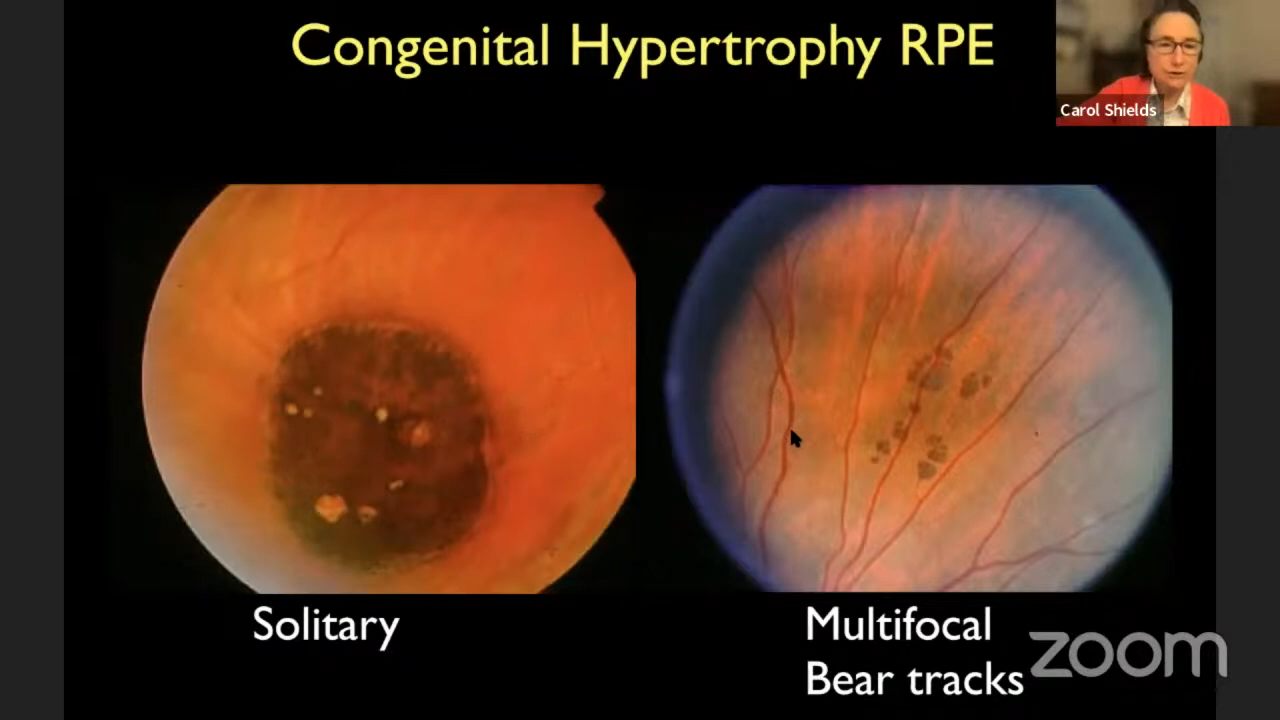 Congenital Hypertrophy RPE
Carol Shields
Solitary
Multifocal
Bear tracks
zoom